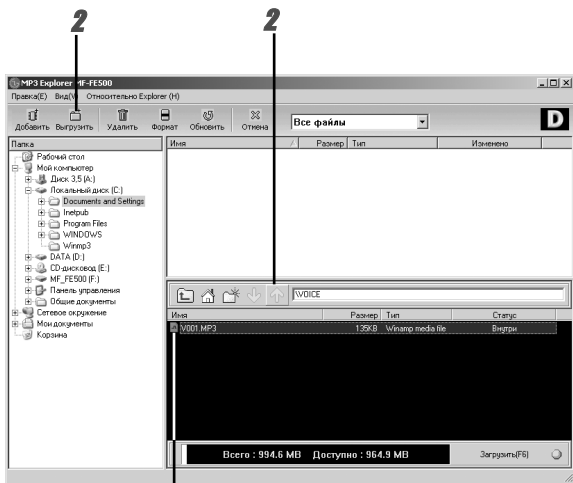 2 2
MP3 Explorer MF-FE500
Правка(E) Вид(V) Относительно Explorer (H)
Добавить Выгрузить Удалить Формат Обновить Отмена Все файлы D
Папка
Рабочий стол
Мой компьютер
Диск 3,5 (A:)
Локальный диск (C:)
Documents and Settings
Inetpub
Program Files
WINDOWS
Winmp3
DATA (D:)
CD-дисковод (E:)
MF_FE500 (F:)
Панель управления
Общие документы
Сетевое окружение
Мои документы
Корзина
Имя Размер Тип Изменено
\VOICE
Имя Размер Тип Статус
V001.MP3 135KB Winamp media file Внутри
Всего : 994.6 MB Доступно : 964.9 MB Загрузить(F6)